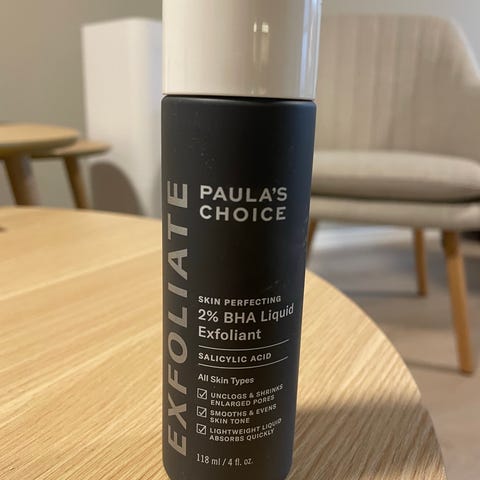 EXFOLIATE
PAULA'S
CHOICE
SKIN PERFECTING
2% BHA Liquid
Exfoliant
SALICYLIC ACID
All Skin Types
UNCLOGS & SHRINKS
ENLARGED PORES
SMOOTHS & EVENS
SKIN TONE
LIGHTWEIGHT LIQUID
ABSORBS QUICKLY
118 ml / 4 fl. oz.